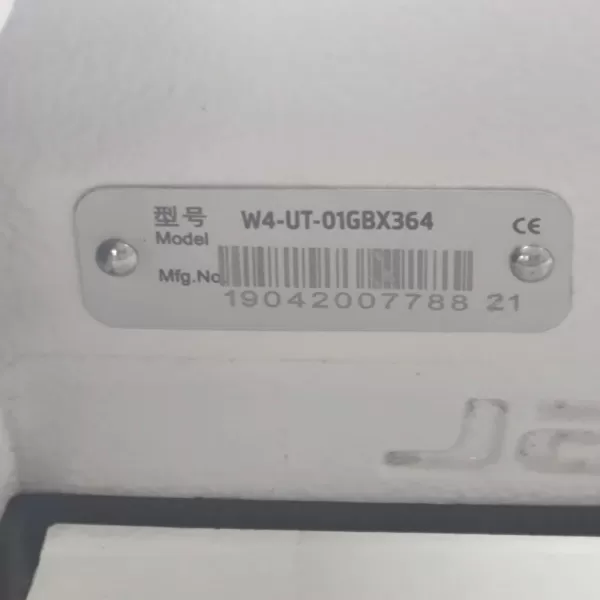 型号 W4-UT-01GBX364 CE
Model
Mfg.No
19042007788 21